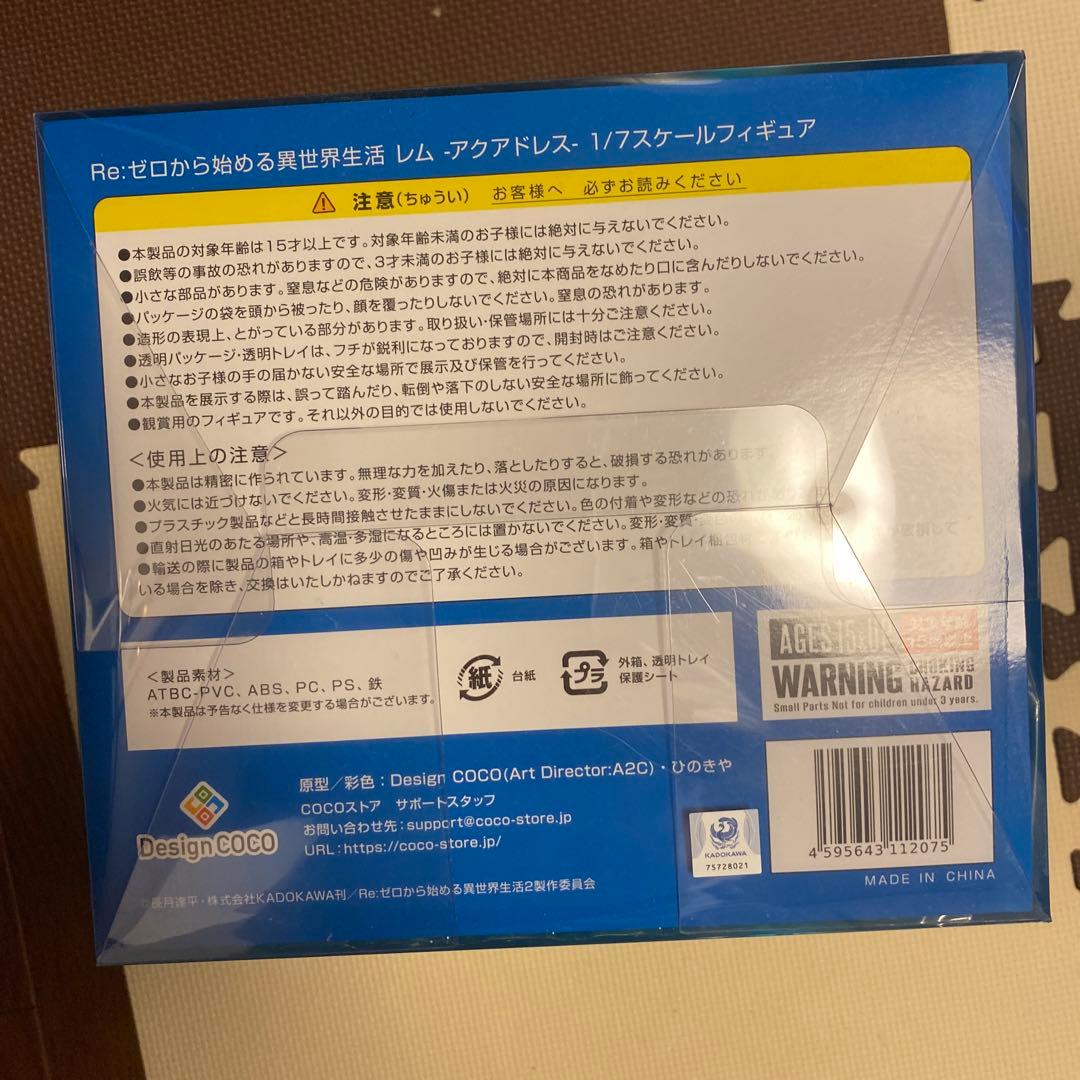 Re:ゼロから始める異世界生活 レム -アクアドレス- 1/7スケールフィギュア
注意(ちゅうい) お客様へ 必ずお読みください
●本製品の対象年齢は15才以上です。対象年齢未満のお子様には絶対に与えないでください。
●誤飲等の事故の恐れがありますので、3才未満のお子様には絶対に与えないでください。
●小さな部品があります。窒息などの危険がありますので、絶対に本商品をなめたり口に含んだりしないでください。
●パッケージの袋を頭から被ったり、顔を覆ったりしないでください。窒息の恐れがあります。
●造形の表現上、とがっている部分があります。取り扱い・保管場所には十分ご注意ください。
●透明パッケージ・透明トレイは、フチが鋭利になっておりますので、開封時はご注意ください。
●小さなお子様の手の届かない安全な場所で展示及び保管を行ってください。
●本製品を展示する際は、誤って踏んだり、転倒や落下のしない安全な場所に飾ってください。
●観賞用のフィギュアです。それ以外の目的では使用しないでください。
<使用上の注意>
●本製品は精密に作られています。無理な力を加えたり、落としたりすると、破損する恐れがあります。
●火気には近づけないでください。変形・変質・火傷または火災の原因になります。
●プラスチック製品などと長時間接触させたままにしないでください。色の付着や変形などの恐れが
●直射日光のあたる場所や、高温・多湿になるところには置かないでください。変形・変質
●輸送の際に製品の箱やトレイに多少の傷や凹みが生じる場合がございます。箱やトレイ 破損して
いる場合を除き、交換はいたしかねますのでご了承ください。
<製品素材>
ATBC-PVC、ABS、PC、PS、鉄
※本製品は予告なく仕様を変更する場合がございます。
紙 台紙
プラ 外箱、透明トレイ
保護シート
AGES 15 & UP
WARNING CHOKING HAZARD
Small Parts Not for children under 3 years.
原型/彩色:Design COCO(Art Director:A2C)・ひのきや
COCOストア サポートスタッフ
お問い合わせ先:support@coco-store.jp
URL:https://coco-store.jp/
Design COCO
©長月達平・株式会社KADOKAWA刊/Re:ゼロから始める異世界生活2製作委員会
KADOKAWA
75728021
4 595643 112075
MADE IN CHINA